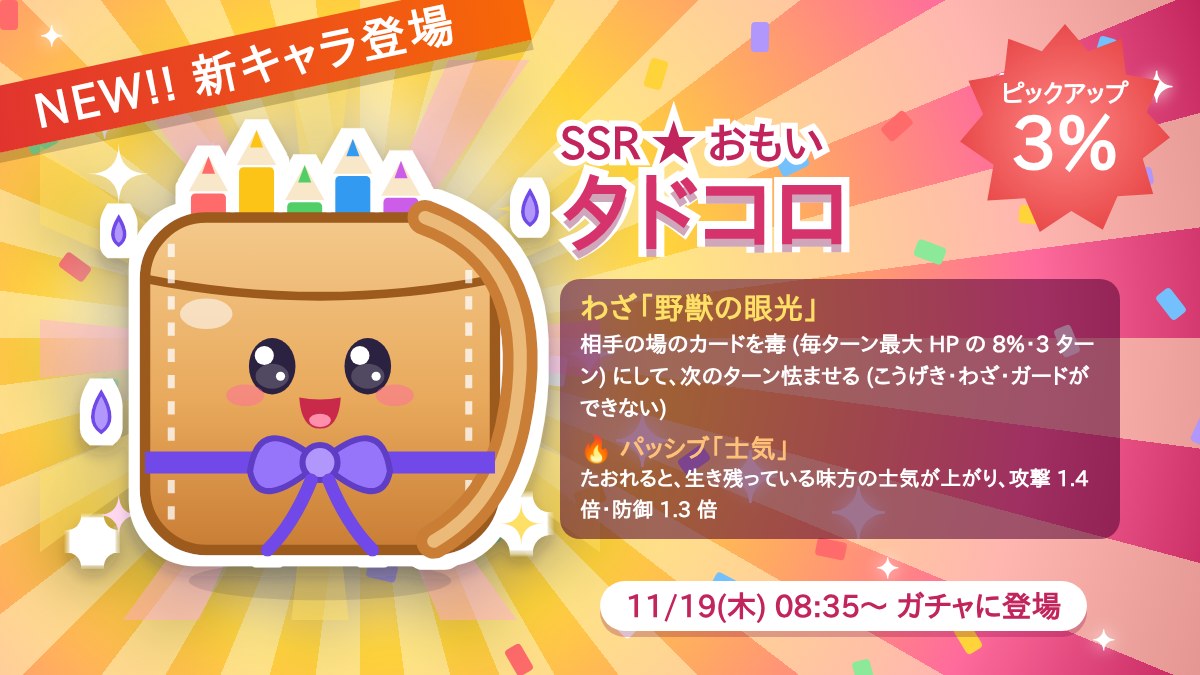 NEW!! 新キャラ登場
ピックアップ
3%
SSR ★ おもい
タドコロ
わざ「野獣の眼光」
相手の場のカードを毒 (毎ターン最大 HP の 8%・3 ター
ン) にして、次のターン怯ませる (こうげき・わざ・ガードが
できない)
🔥 パッシブ「士気」
たおれると、生き残っている味方の士気が上がり、攻撃 1.4
倍・防御 1.3 倍
11/19(木) 08:35〜 ガチャに登場